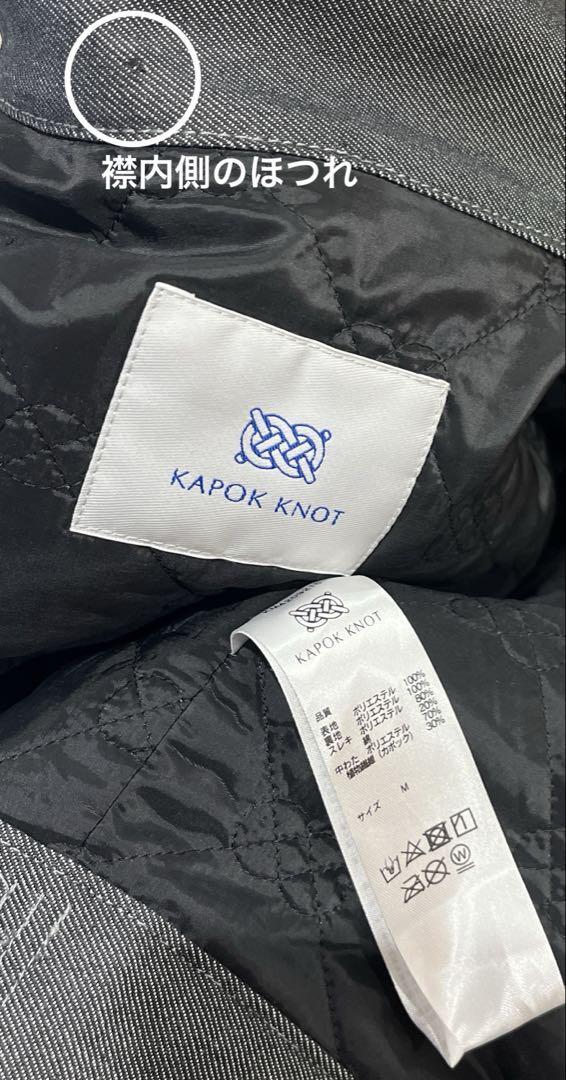 襟内側のほつれ
KAPOK KNOT
KAPOK KNOT
品質
表地 ポリエステル 100%
裏地 ポリエステル 100%
スレキ ポリエステル 80%
綿 20%
中わた ポリエステル 70%
植物繊維(カポック) 30%
サイズ M
W